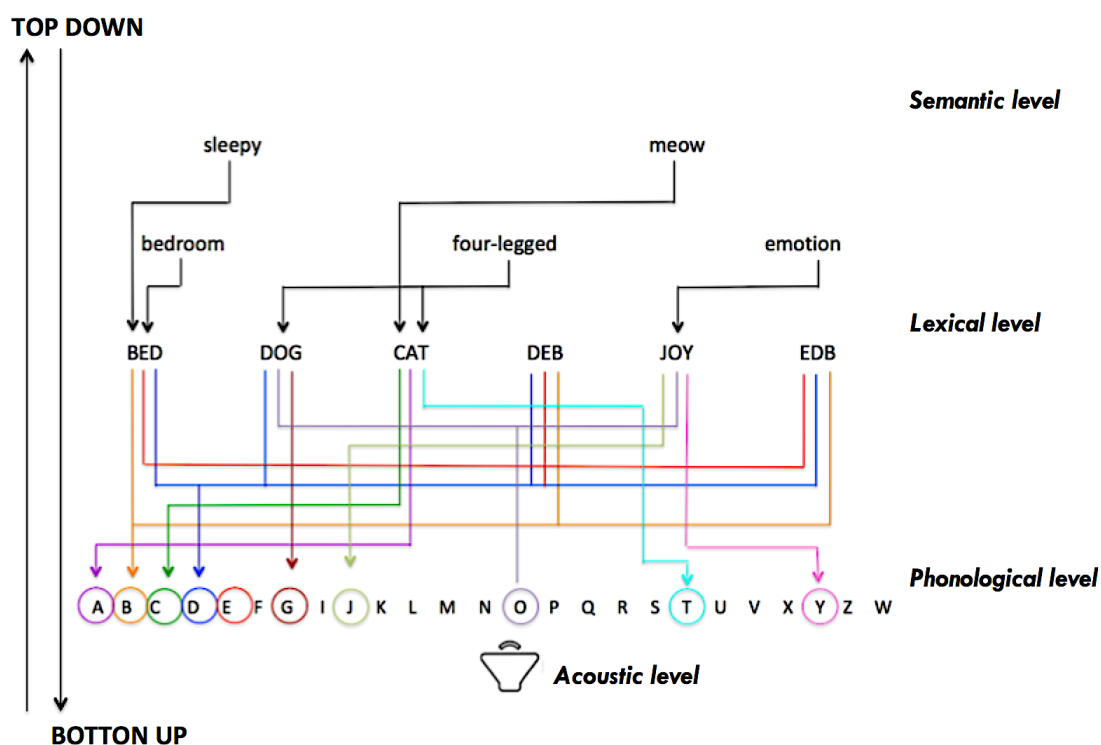 TOP DOWN
Semantic level
sleepy meow
bedroom four-legged emotion
Lexical level
BED DOG CAT DEB JOY EDB
Phonological level
A B C D E F G I J K L M N O P Q R S T U V X Y Z W
Acoustic level
BOTTON UP